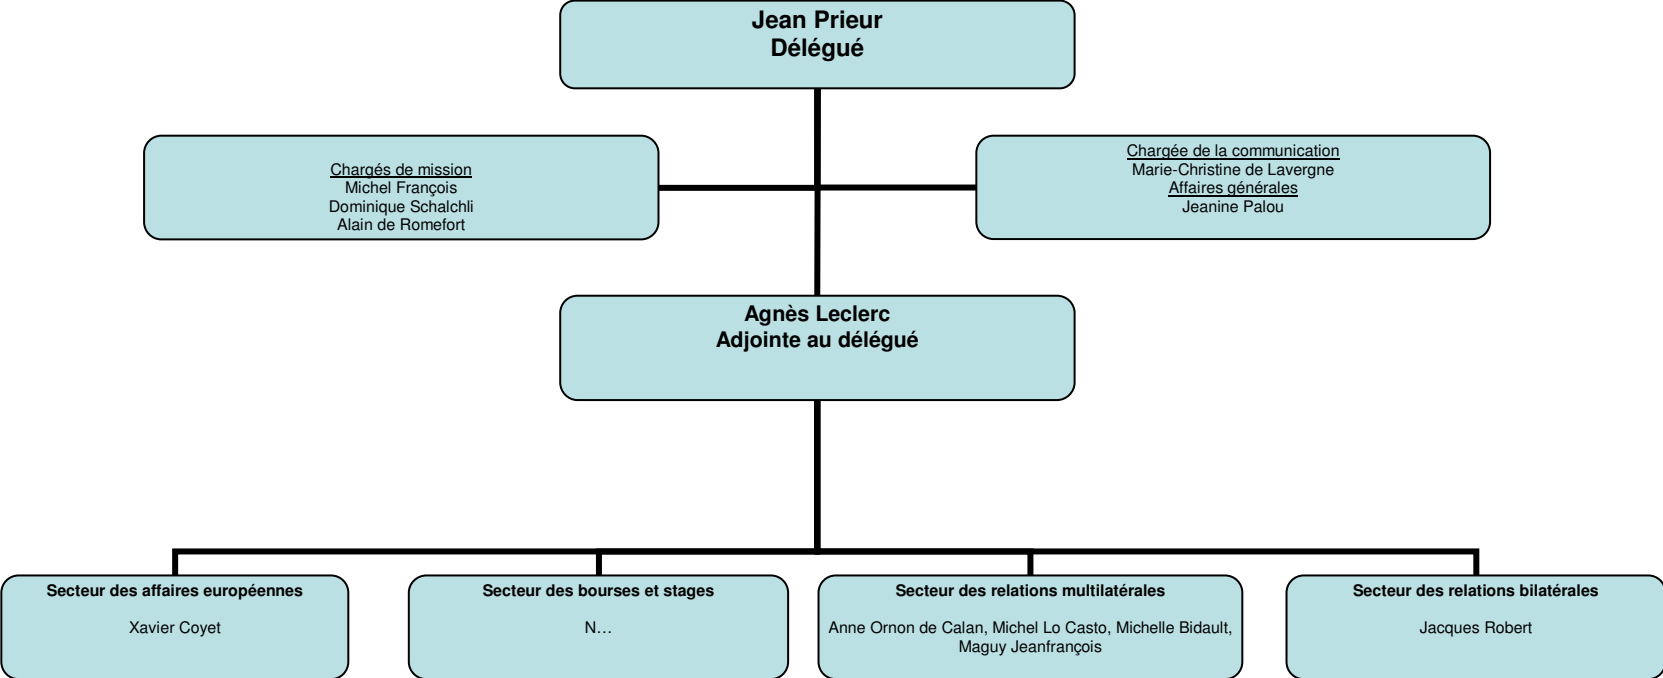 Jean Prieur
Délégué
Chargés de mission
Michel François
Dominique Schalchli
Alain de Romefort
Chargée de la communication
Marie-Christine de Lavergne
Affaires générales
Jeanine Palou
Agnès Leclerc
Adjointe au délégué
Secteur des affaires européennes
Xavier Coyet
Secteur des bourses et stages
N…
Secteur des relations multilatérales
Anne Ornon de Calan, Michel Lo Casto, Michelle Bidault,
Maguy Jeanfrançois
Secteur des relations bilatérales
Jacques Robert